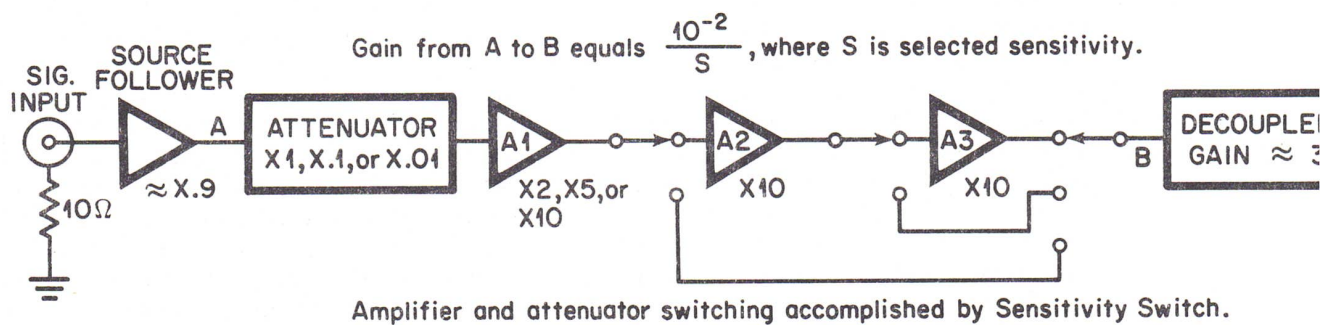 Gain from A to B equals 10-2/S, where S is selected sensitivity.
SIG. INPUT
SOURCE FOLLOWER
≈X.9
10Ω
A
ATTENUATOR
X1, X.1, or X.01
A1
X2, X5, or
X10
A2
X10
A3
X10
B
GAIN ≈
Amplifier and attenuator switching accomplished by Sensitivity Switch.